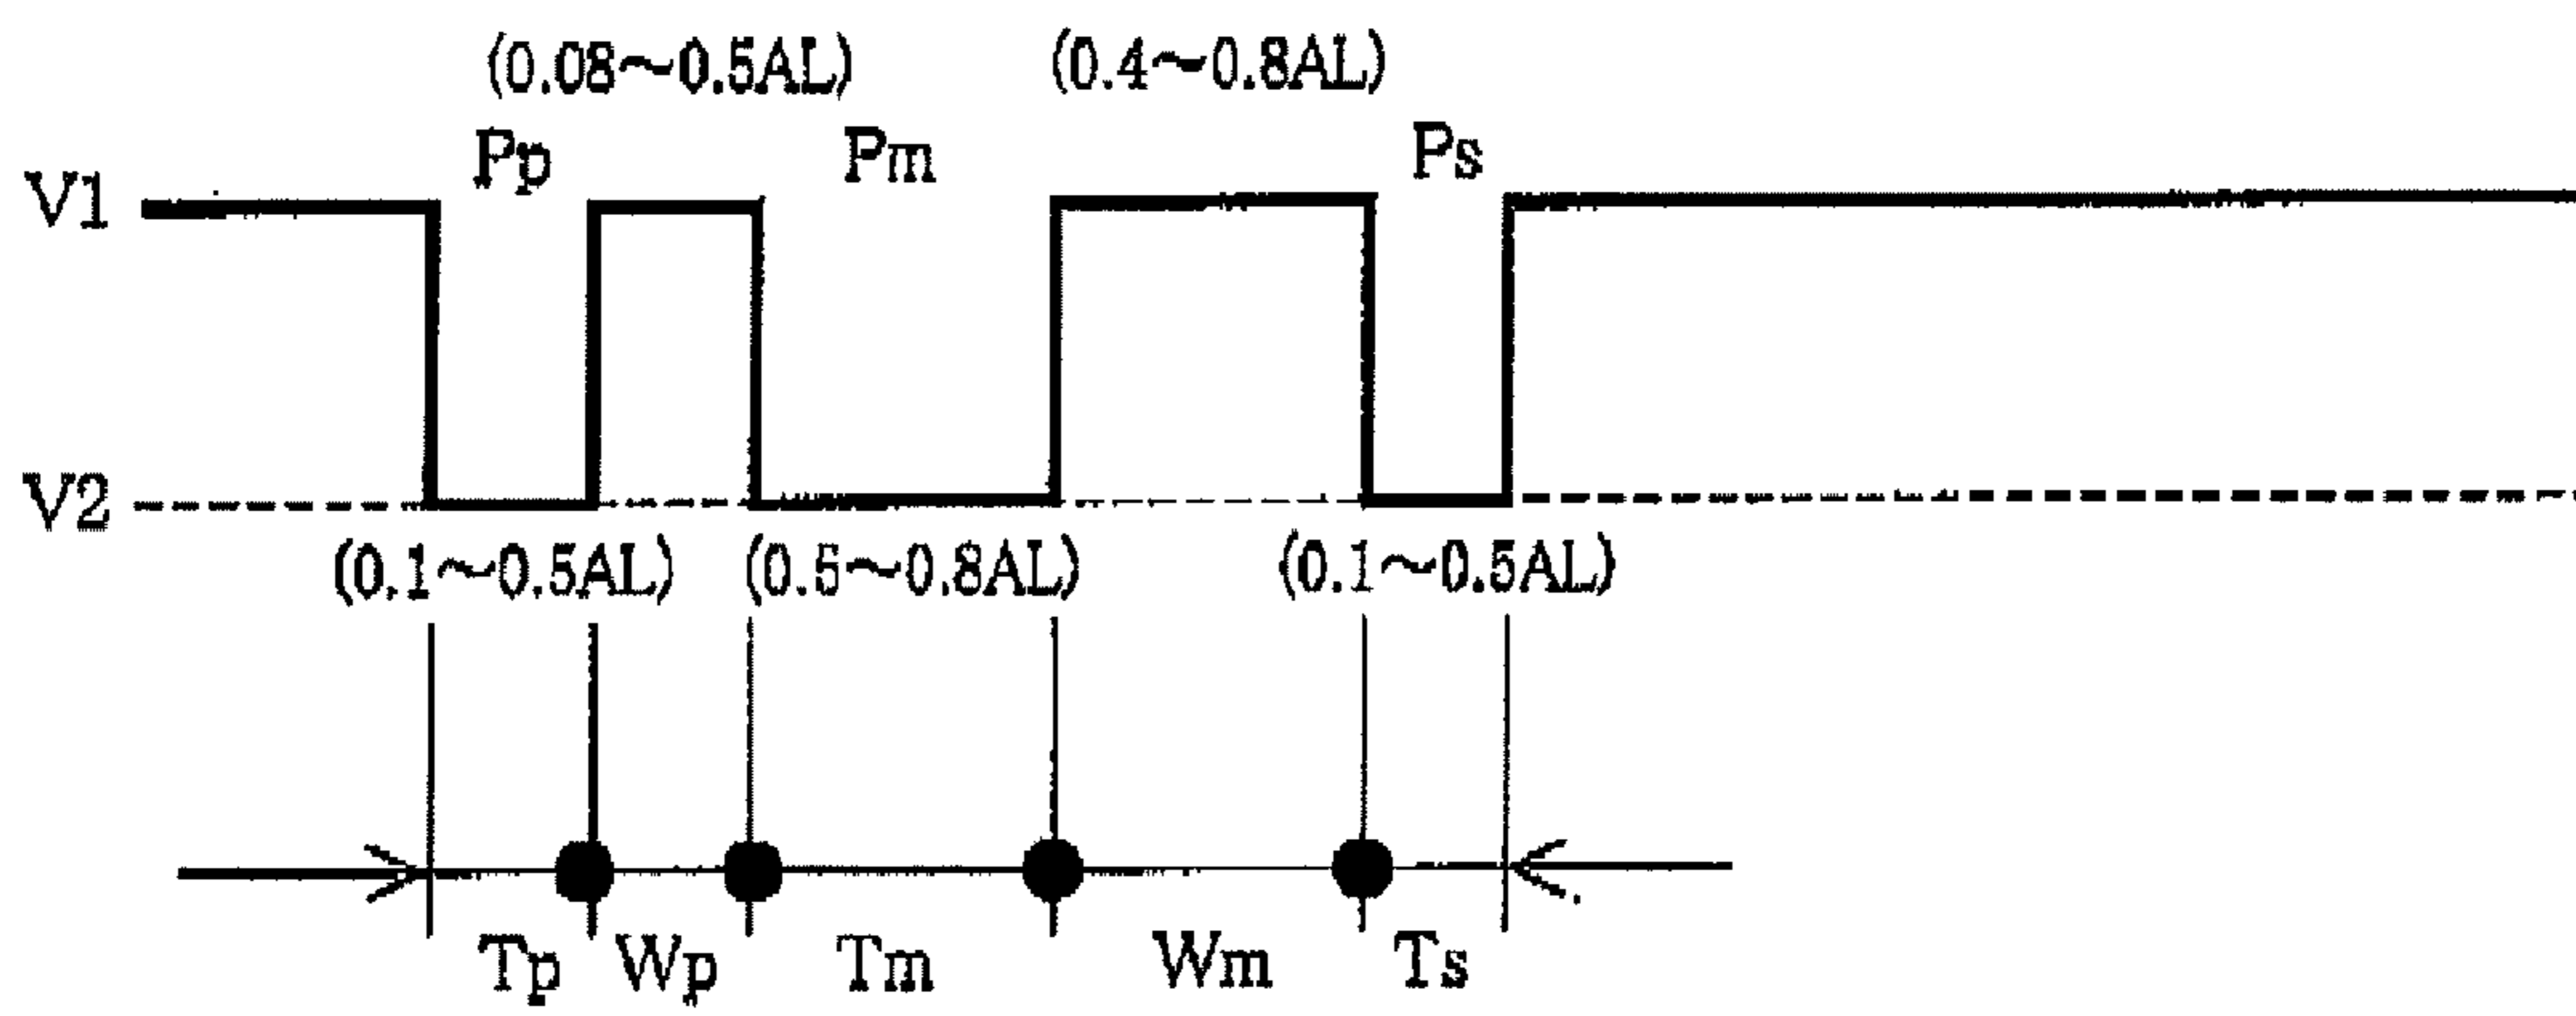 (0.08～0.5AL) (0.4～0.8AL)
Pp Pm Ps
V1
V2
(0.1～0.5AL) (0.5～0.8AL) (0.1～0.5AL)
Tp Wp Tm Wm Ts